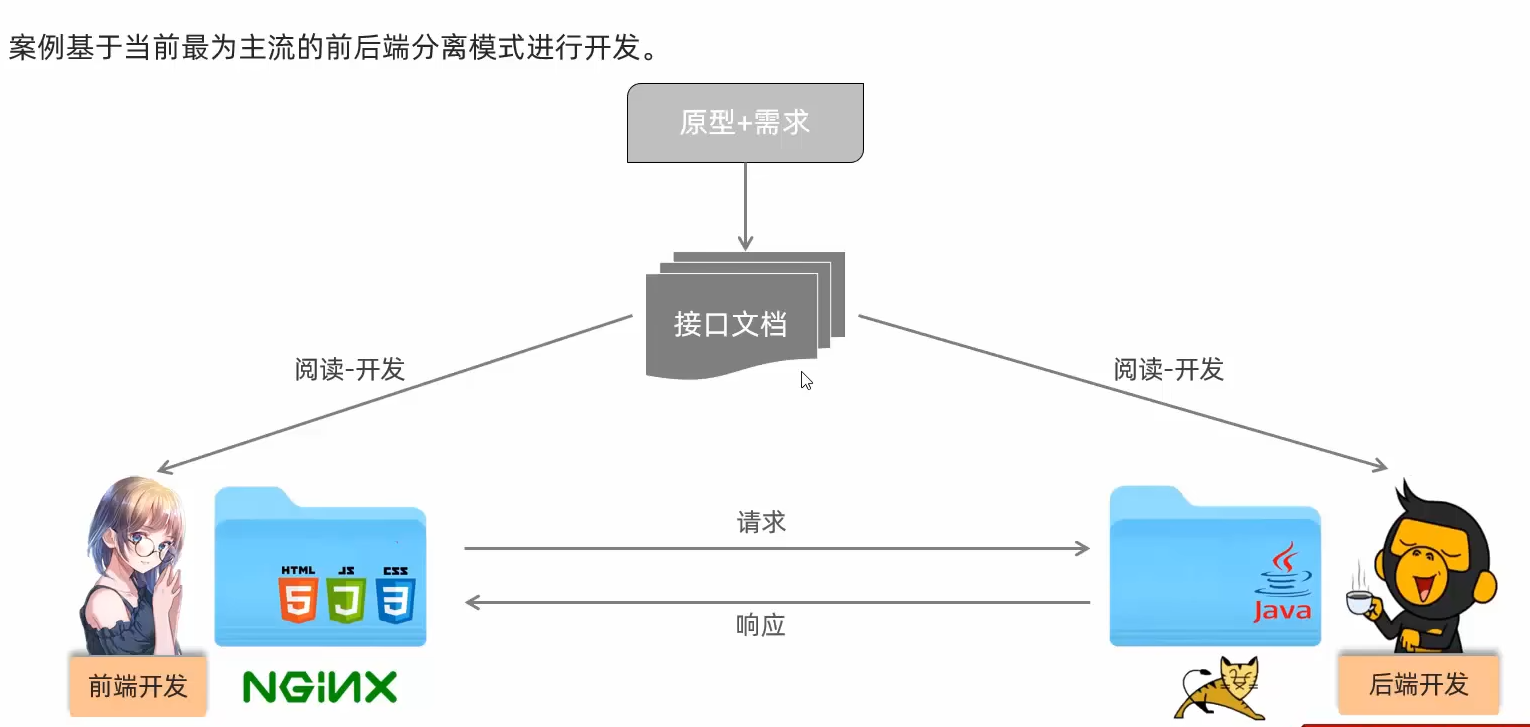 案例基于当前最为主流的前后端分离模式进行开发。
原型+需求
接口文档
阅读-开发
阅读-开发
请求
响应
HTML JS CSS
5 J 3
Java
前端开发
NGiNX
后端开发